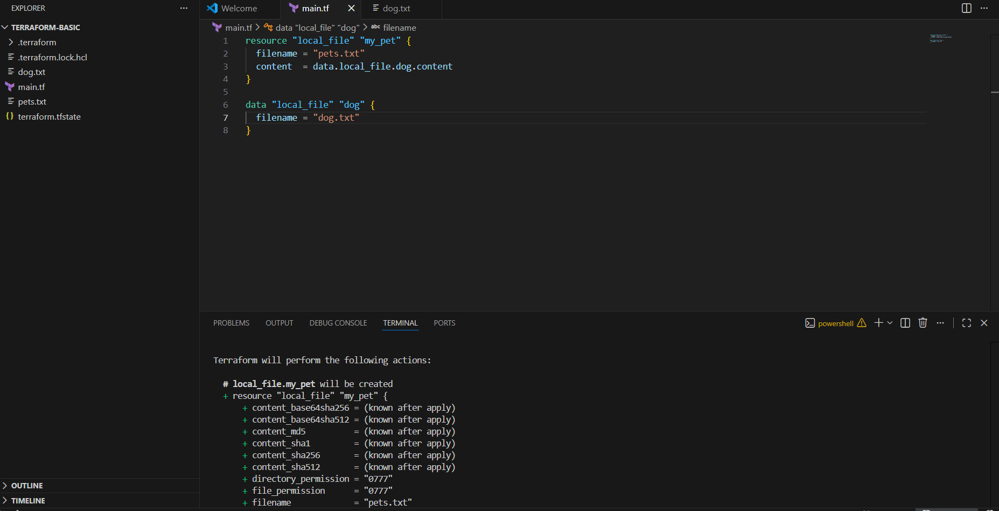 EXPLORER
TERRAFORM-BASIC
.terraform
.terraform.lock.hcl
dog.txt
main.tf
pets.txt
terraform.tfstate
OUTLINE
TIMELINE
Welcome main.tf dog.txt
main.tf > data "local_file" "dog" > abc filename
1 resource "local_file" "my_pet" {
2 filename = "pets.txt"
3 content  = data.local_file.dog.content
4 }
5
6 data "local_file" "dog" {
7 filename = "dog.txt"
8 }
PROBLEMS OUTPUT DEBUG CONSOLE TERMINAL PORTS
powershell
Terraform will perform the following actions:
# local_file.my_pet will be created
+ resource "local_file" "my_pet" {
+ content_base64sha256 = (known after apply)
+ content_base64sha512 = (known after apply)
+ content_md5          = (known after apply)
+ content_sha1         = (known after apply)
+ content_sha256       = (known after apply)
+ content_sha512       = (known after apply)
+ directory_permission = "0777"
+ file_permission      = "0777"
+ filename             = "pets.txt"